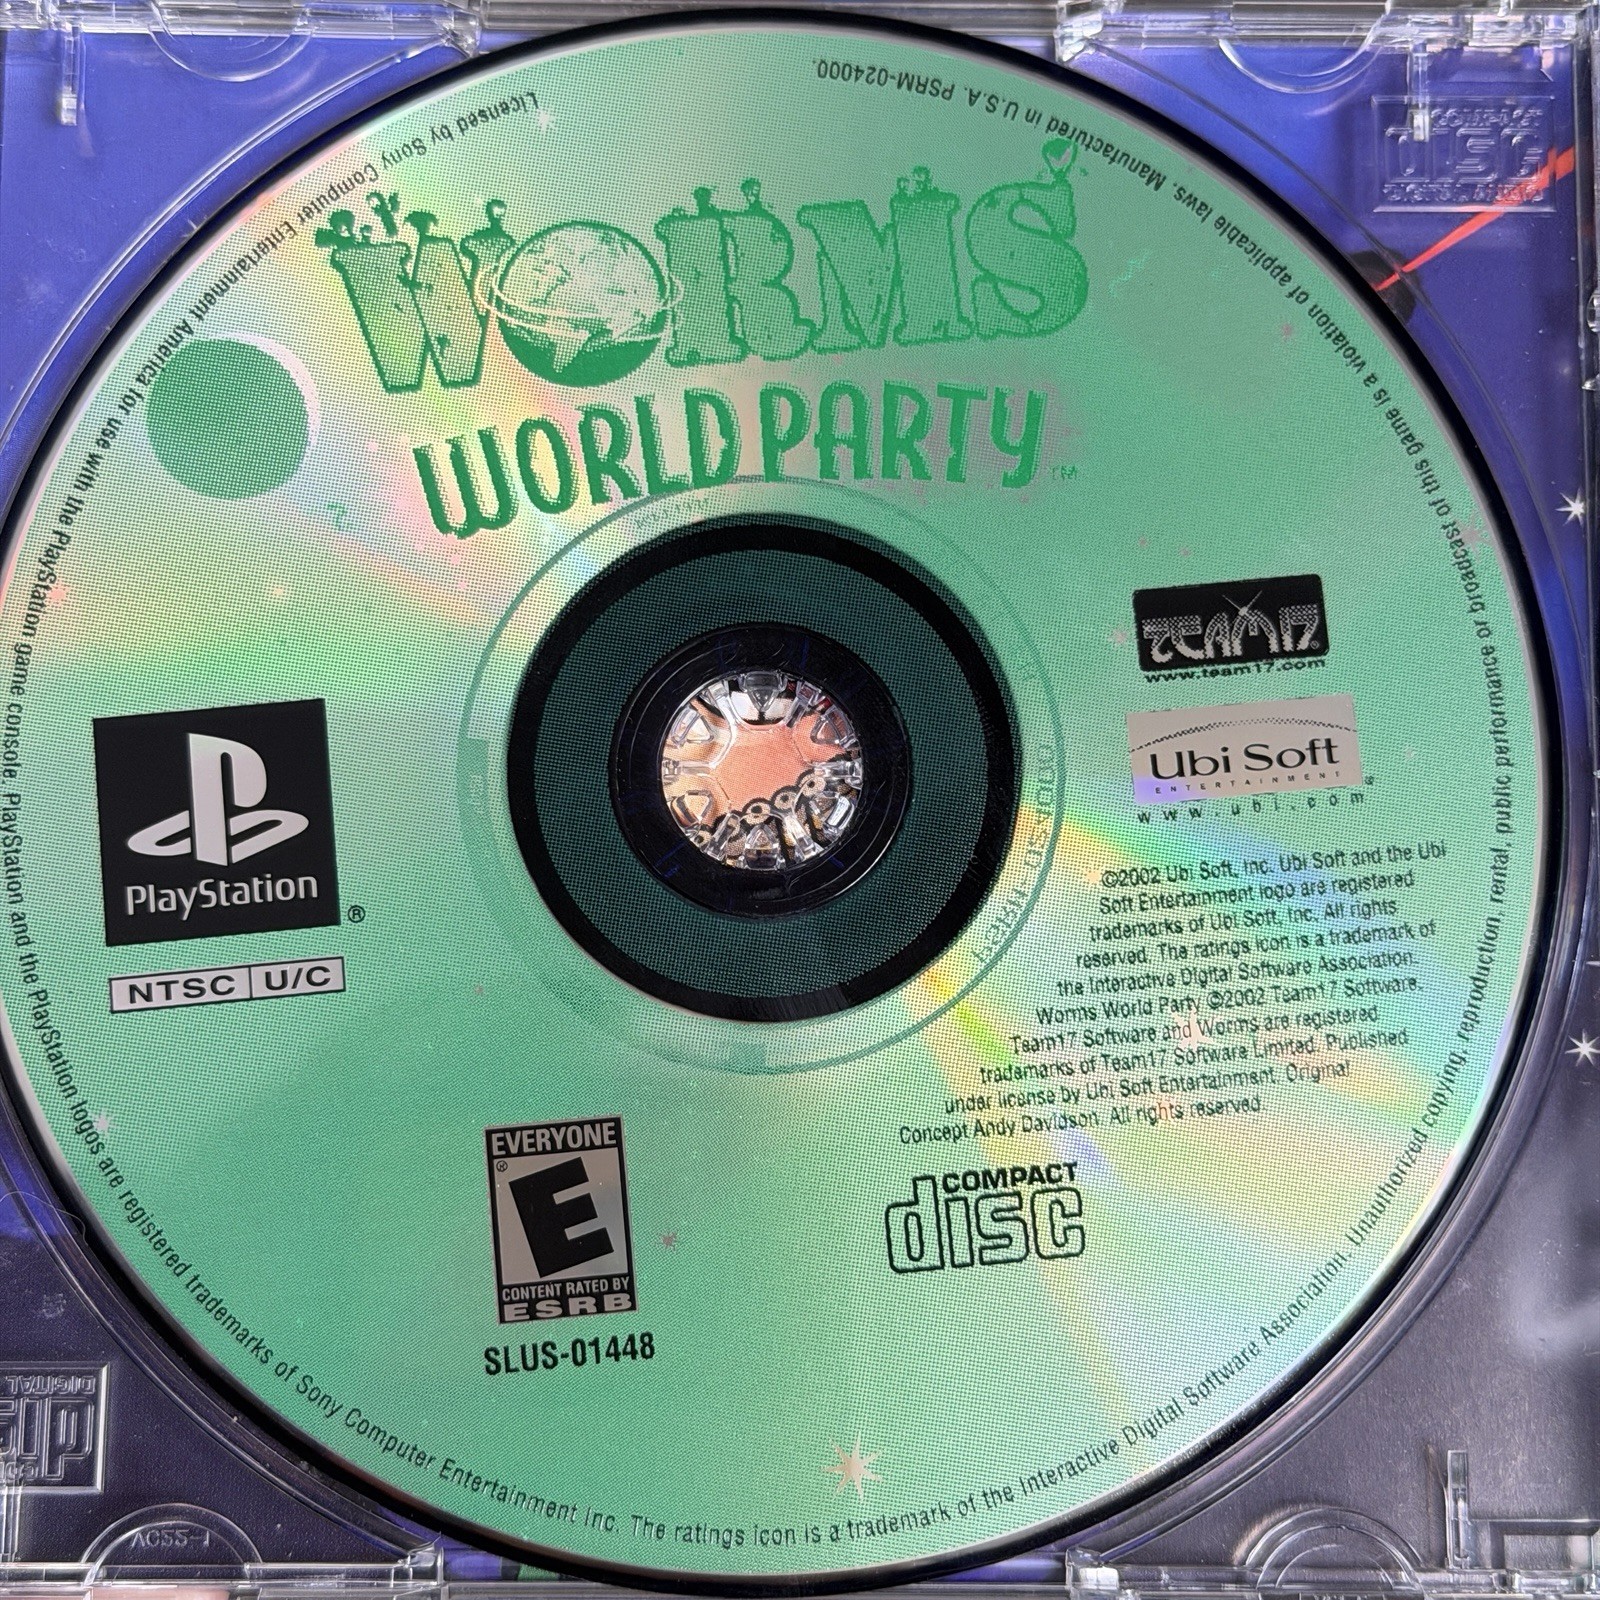 WORMS
WORLD PARTY™
TEAM17®
www.team17.com
Ubi Soft
ENTERTAINMENT®
www.ubi.com
PlayStation®
NTSC U/C
©2002 Ubi Soft, Inc. Ubi Soft and the Ubi
Soft Entertainment logo are registered
trademarks of Ubi Soft, Inc. All rights
reserved. The ratings icon is a trademark of
the Interactive Digital Software Association.
Worms World Party ©2002 Team17 Software.
Team17 Software and Worms are registered
trademarks of Team17 Software Limited. Published
under license by Ubi Soft Entertainment. Original
Concept Andy Davidson. All rights reserved.
EVERYONE
E®
CONTENT RATED BY
ESRB
SLUS-01448
COMPACT
disc
Licensed by Sony Computer Entertainment America for use with the PlayStation game console. PlayStation and the PlayStation logos are registered trademarks of Sony Computer Entertainment Inc. The ratings icon is a trademark of the Interactive Digital Software Association. Unauthorized copying, reproduction, rental, public performance or broadcast of this game is a violation of applicable laws. Manufactured in U.S.A. PSRM-024000.
COMPACT
disc
DIGITAL